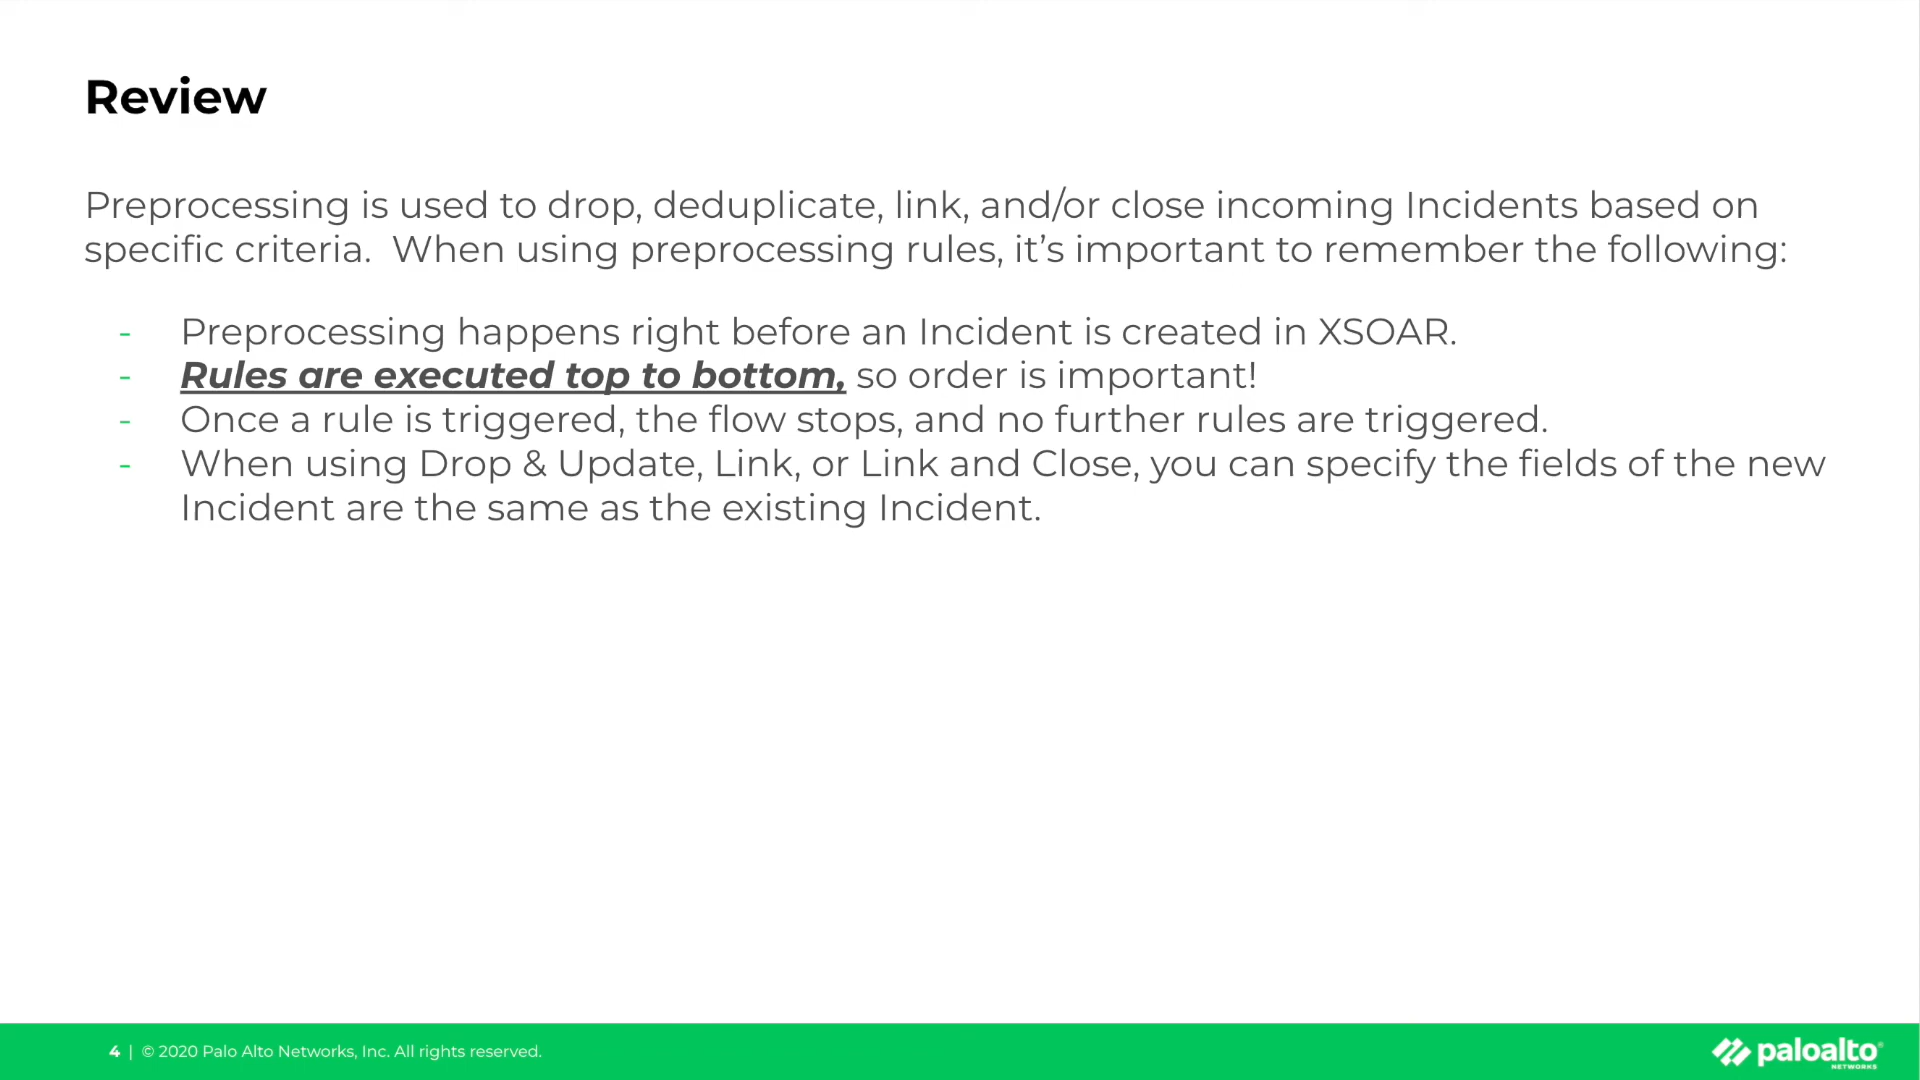 Review
Preprocessing is used to drop, deduplicate, link, and/or close incoming Incidents based on
specific criteria.  When using preprocessing rules, it’s important to remember the following:
- Preprocessing happens right before an Incident is created in XSOAR.
- Rules are executed top to bottom, so order is important!
- Once a rule is triggered, the flow stops, and no further rules are triggered.
- When using Drop & Update, Link, or Link and Close, you can specify the fields of the new
Incident are the same as the existing Incident.
4 | © 2020 Palo Alto Networks, Inc. All rights reserved.
paloalto®
NETWORKS